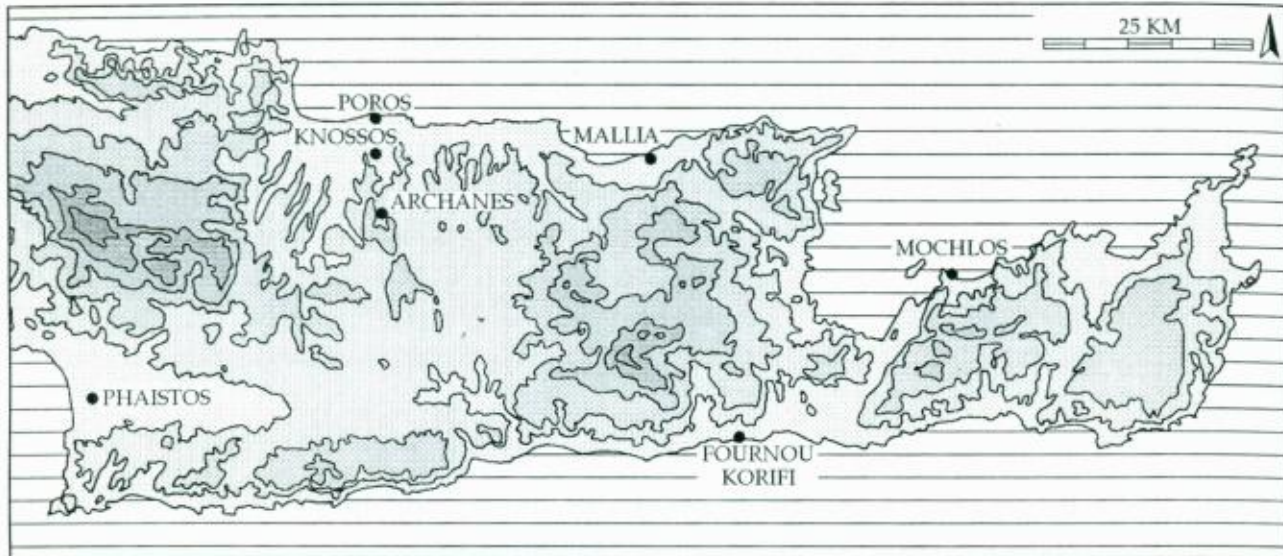 25 KM
POROS
KNOSSOS
MALLIA
ARCHANES
MOCHLOS
PHAISTOS
FOURNOU
KORIFI